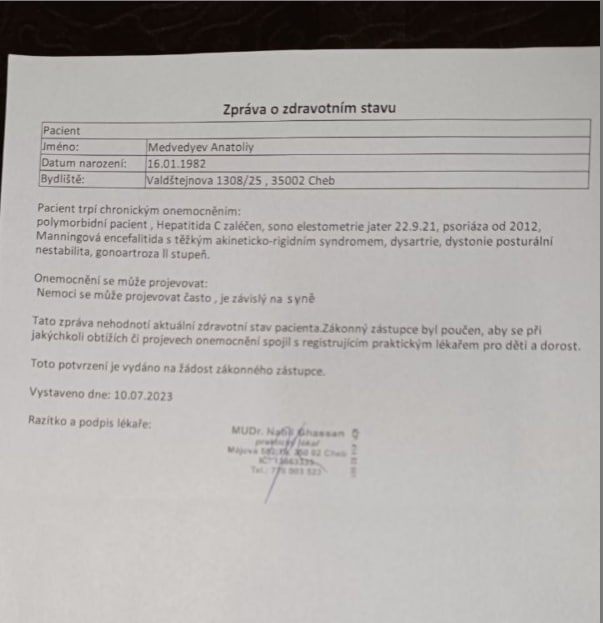 Zpráva o zdravotním stavu
Pacient
Jméno: Medvedyev Anatoliy
Datum narození: 16.01.1982
Bydliště: Valdštejnova 1308/25 , 35002 Cheb
Pacient trpí chronickým onemocněním:
polymorbidní pacient , Hepatitida C zaléčen, sono elestometrie jater 22.9.21, psoriáza od 2012,
Manningová encefalitida s těžkým akineticko-rigidním syndromem, dysartrie, dystonie posturální
nestabilita, gonoartroza II stupeň.
Onemocnění se může projevovat:
Nemoci se může projevovat často , je závislý na syně
Tato zpráva nehodnotí aktuální zdravotní stav pacienta.Zákonný zástupce byl poučen, aby se při
jakýchkoli obtížích či projevech onemocnění spojil s registrujícím praktickým lékařem pro děti a dorost.
Toto potvrzení je vydáno na žádost zákonného zástupce.
Vystaveno dne: 10.07.2023
Razítko a podpis lékaře:
MUDr. Ghassan
praktický lékař
Májová 350 02 Cheb
Tel.: